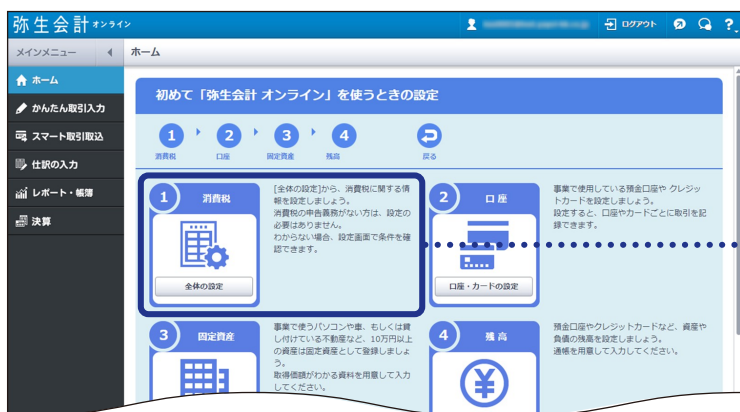 弥生会計 オンライン
ログアウト
メインメニュー
ホーム
ホーム
かんたん取引入力
スマート取引取込
仕訳の入力
レポート・帳簿
決算
初めて「弥生会計 オンライン」を使うときの設定
1 2 3 4
消費税 口座 固定資産 残高 戻る
1 消費税
[全体の設定]から、消費税に関する情
報を設定しましょう。
消費税の申告義務がない方は、設定の
必要はありません。
わからない場合、設定画面で条件を確
認できます。
全体の設定
2 口座
事業で使用している預金口座や クレジッ
トカードを設定しましょう。
設定すると、口座やカードごとに取引を記
録できます。
口座・カードの設定
3 固定資産
事業で使うパソコンや車、もしくは貸
し付けている不動産など、10万円以上
の資産は固定資産として登録しましょ
う。
取得価額がわかる資料を用意して入力
してください。
4 残高
預金口座やクレジットカードなど、資産や
負債の残高を設定しましょう。
通帳を用意して入力してください。